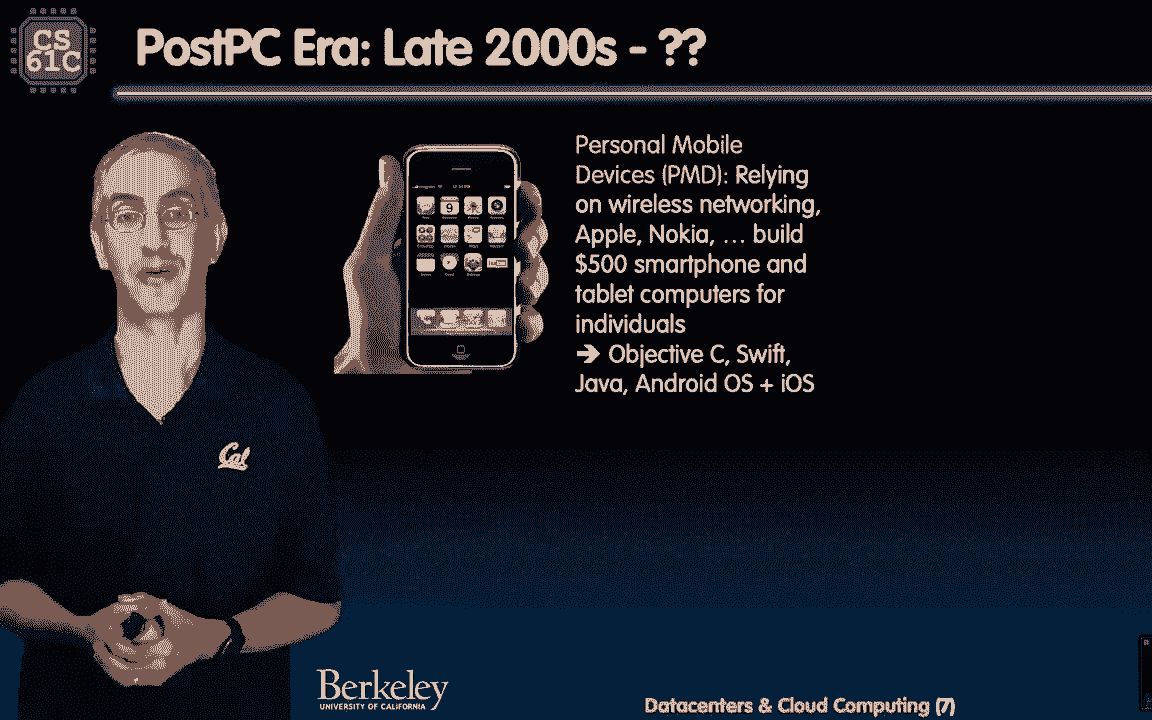 CS
61C
PostPC Era: Late 2000s - ??
Personal Mobile
Devices (PMD): Relying
on wireless networking,
Apple, Nokia, … build
$500 smartphone and
tablet computers for
individuals
➔ Objective C, Swift,
Java, Android OS + iOS
9
Cal
Berkeley
UNIVERSITY OF CALIFORNIA
Datacenters & Cloud Computing (7)